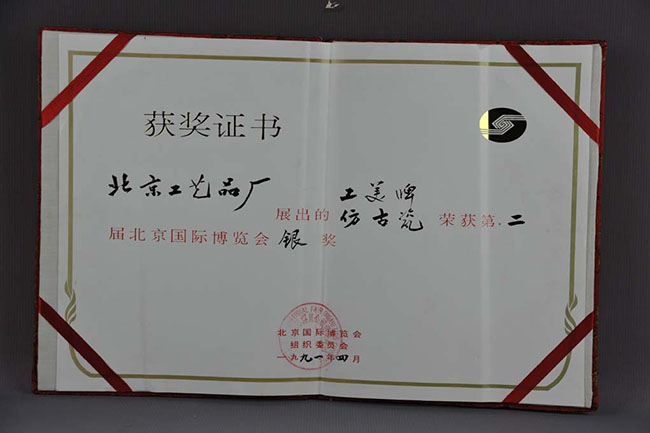 获奖证书
北京工艺品厂 展出的 工美牌 仿古瓷 荣获第二
届北京国际博览会 银 奖
北京国际博览会
组织委员会
一九九一年四月